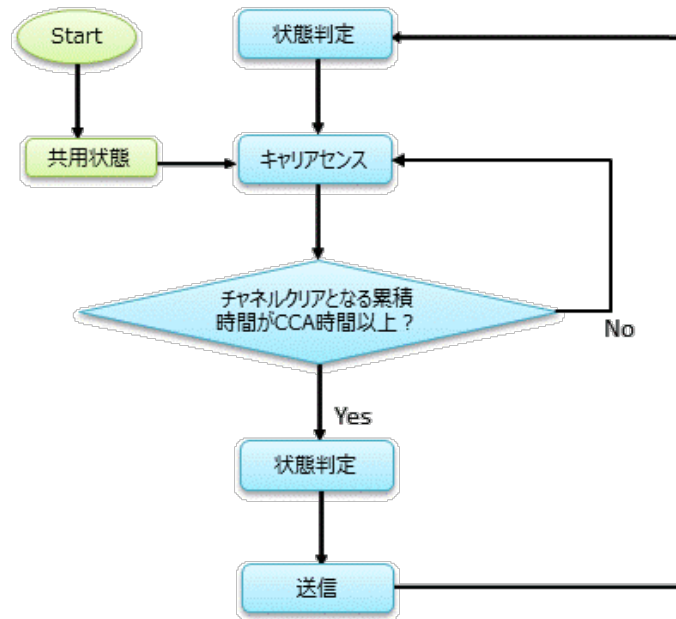 Start
状態判定
共用状態
キャリアセンス
チャネルクリアとなる累積
時間がCCA時間以上？
No
Yes
状態判定
送信